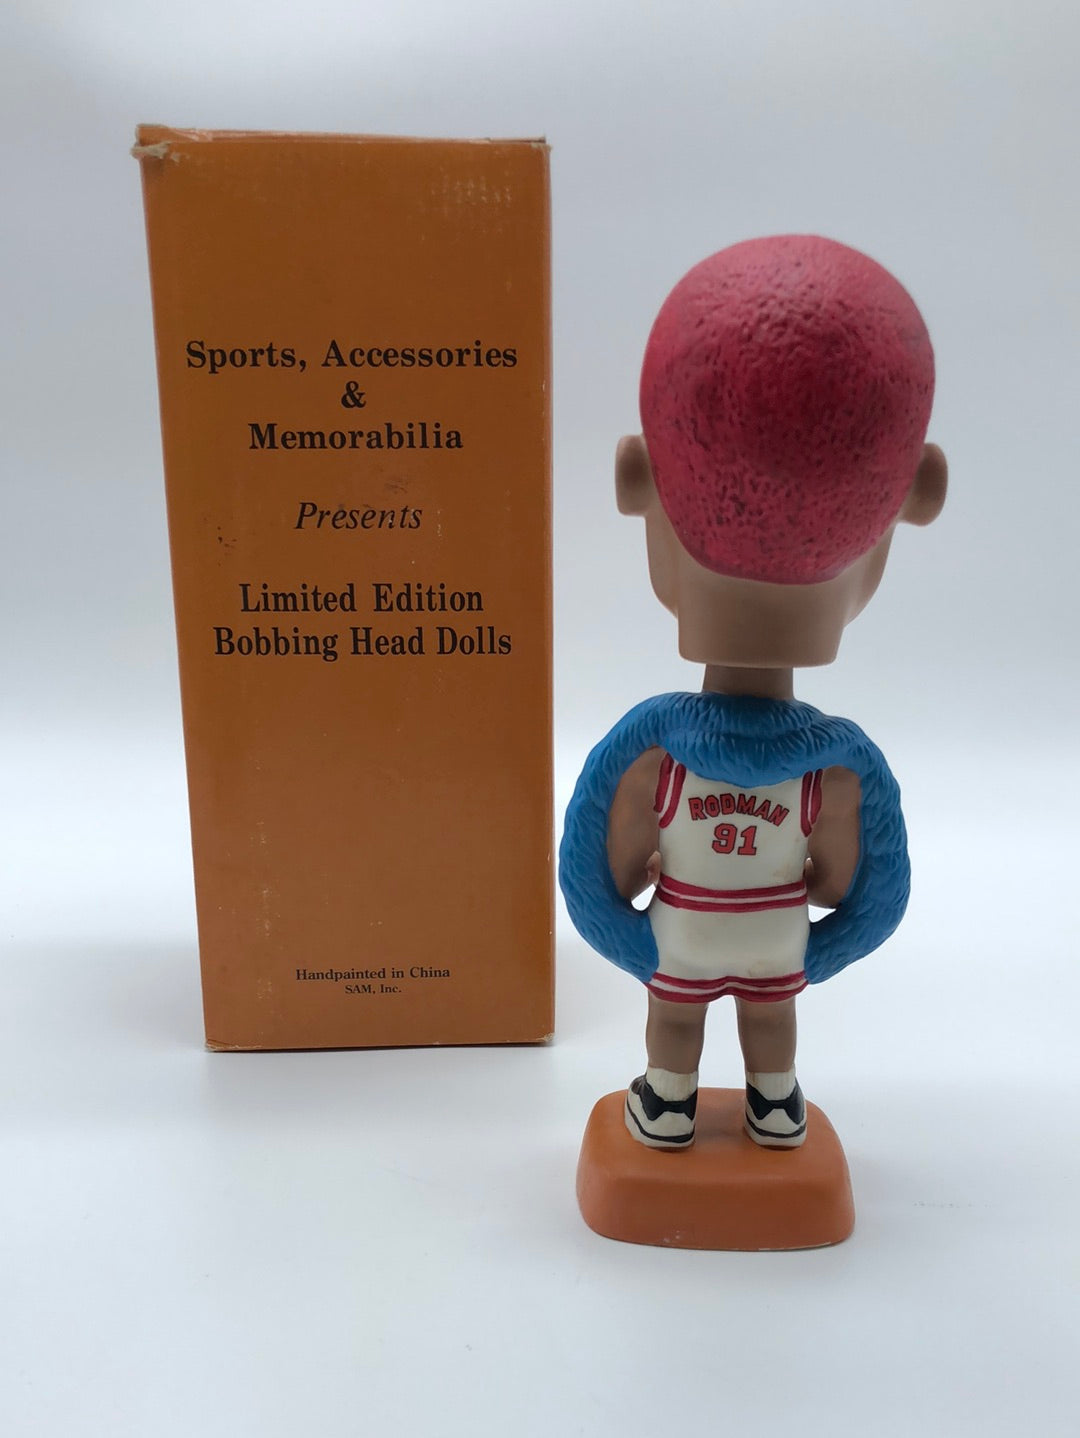 Sports, Accessories
&
Memorabilia
Presents
Limited Edition
Bobbing Head Dolls
Handpainted in China
SAM, Inc.
RODMAN
91